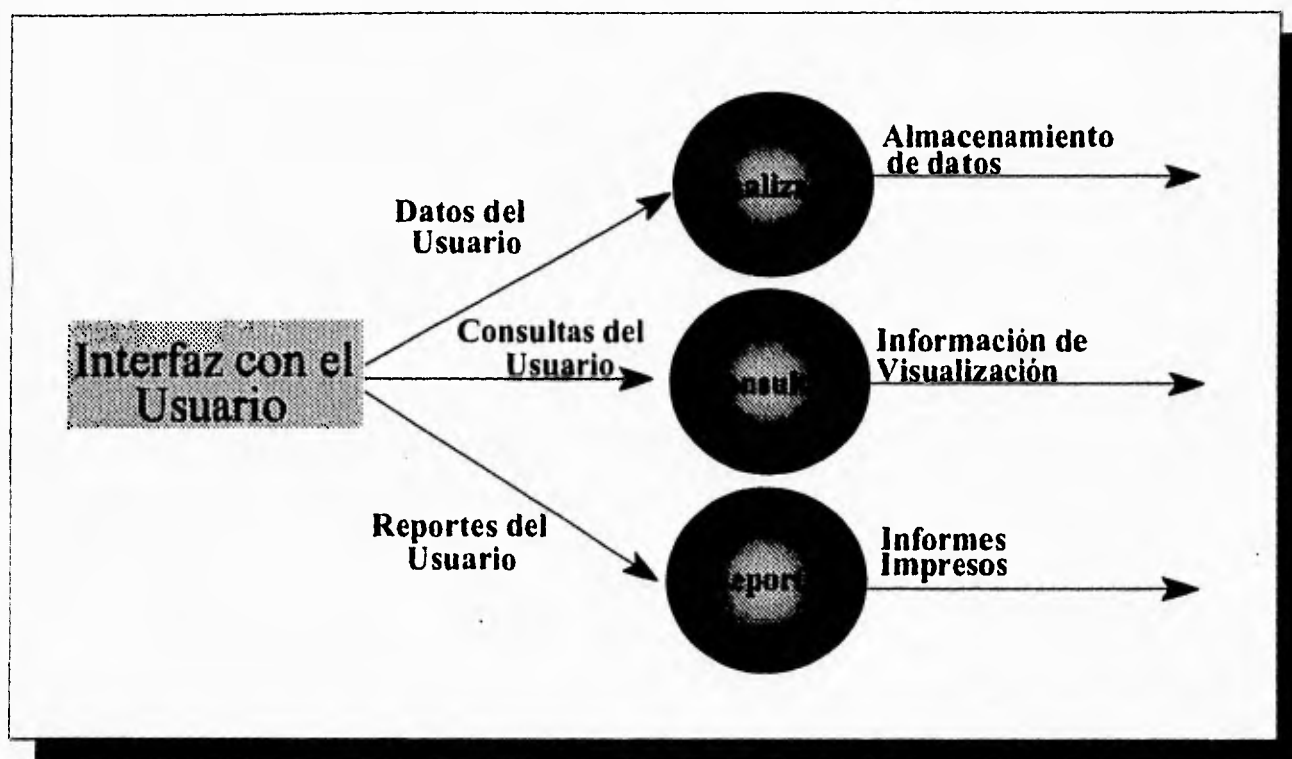 Almacenamiento
de datos
Datos del
Usuario
Consultas del
Usuario
Interfaz con el
Usuario
Información de
Visualización
Reportes del
Usuario
Informes
Impresos